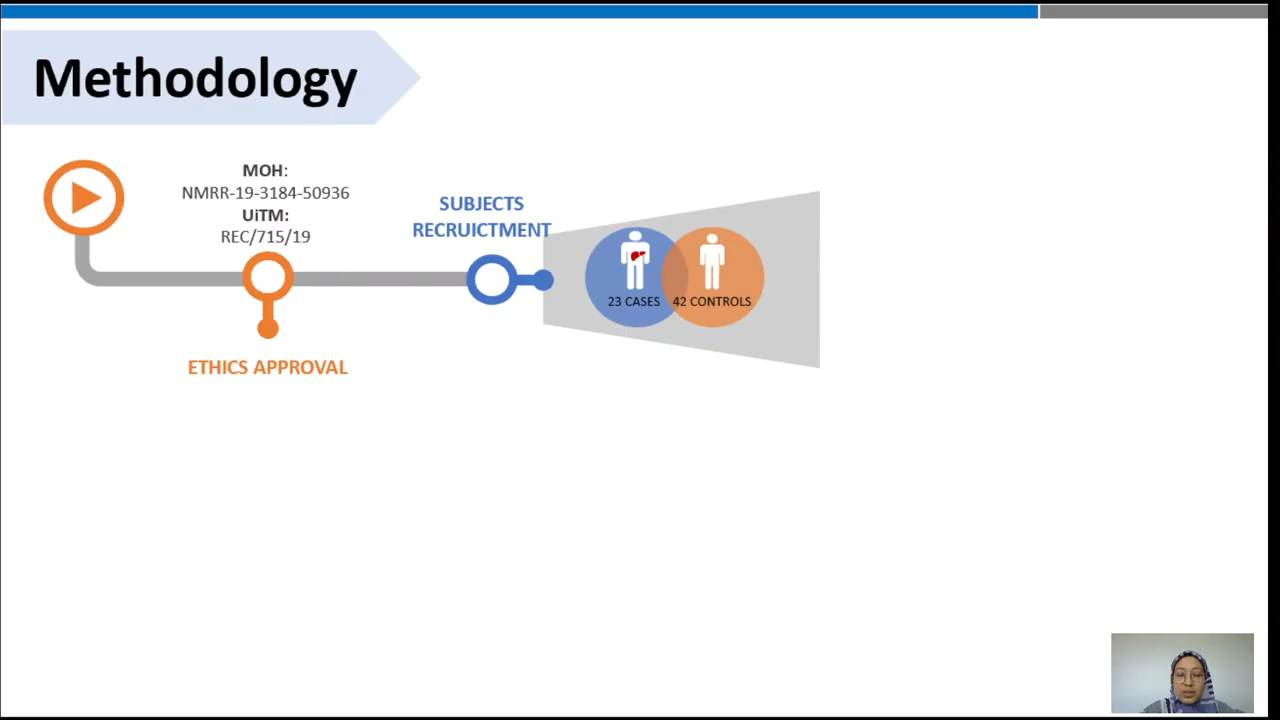 Methodology
MOH:
NMRR-19-3184-50936
UiTM:
REC/715/19
ETHICS APPROVAL
SUBJECTS
RECRUICTMENT
23 CASES
42 CONTROLS